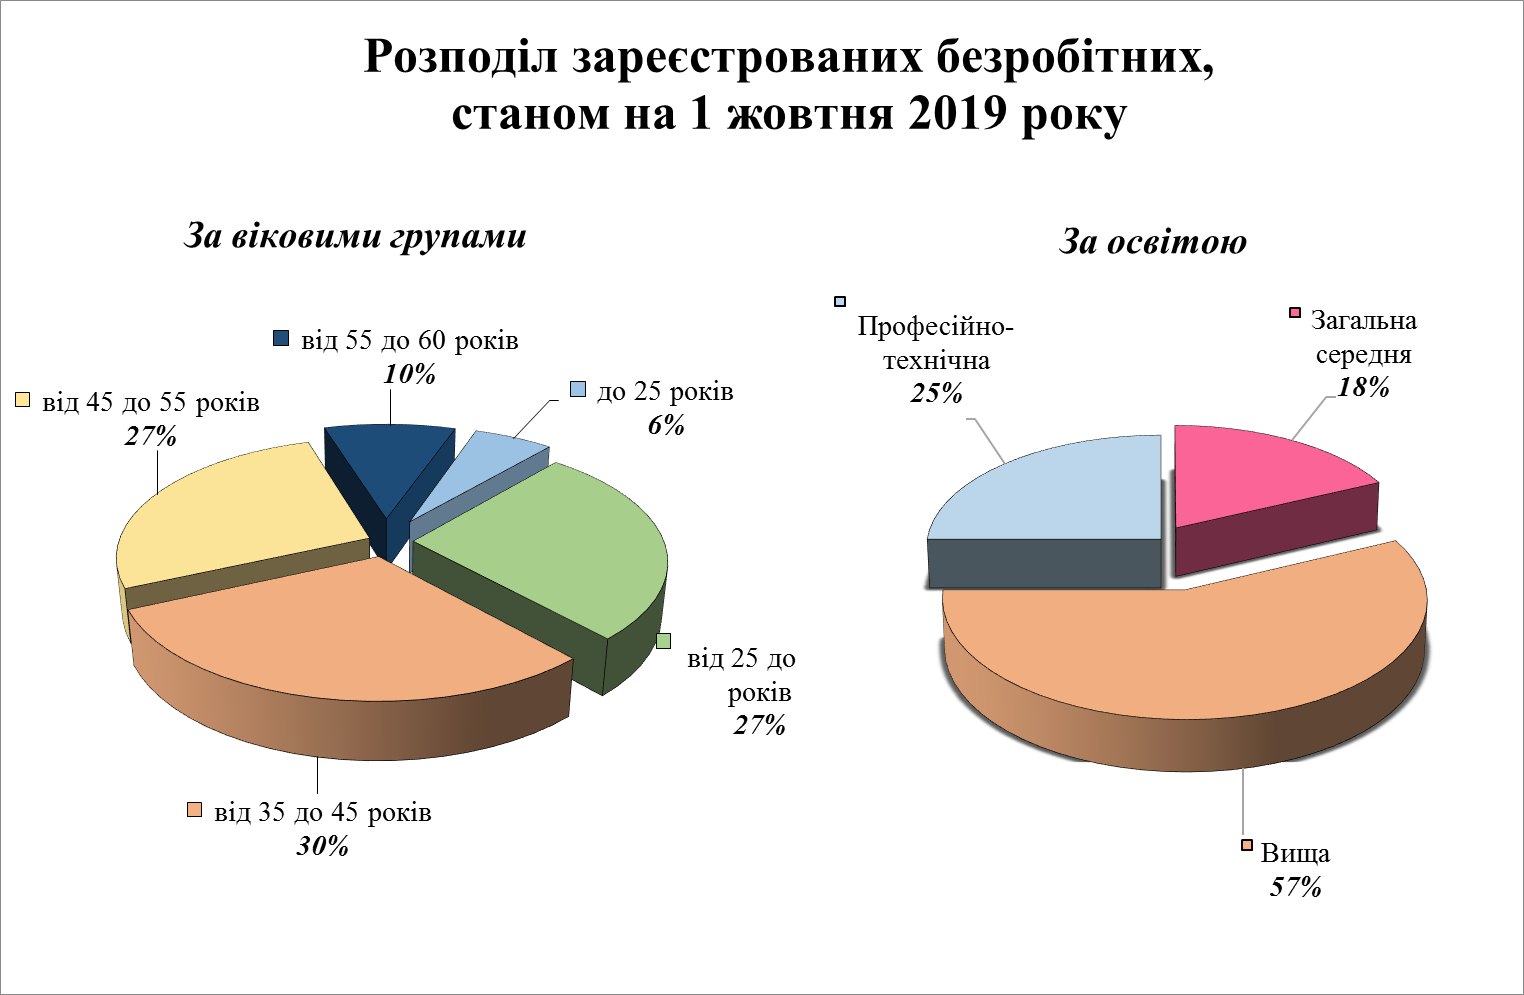 Розподіл зареєстрованих безробітних,
станом на 1 жовтня 2019 року
За віковими групами
від 55 до 60 років
10%
до 25 років
6%
від 45 до 55 років
27%
від 25 до
років
27%
від 35 до 45 років
30%
За освітою
Професійно-
технічна
25%
Загальна
середня
18%
Вища
57%